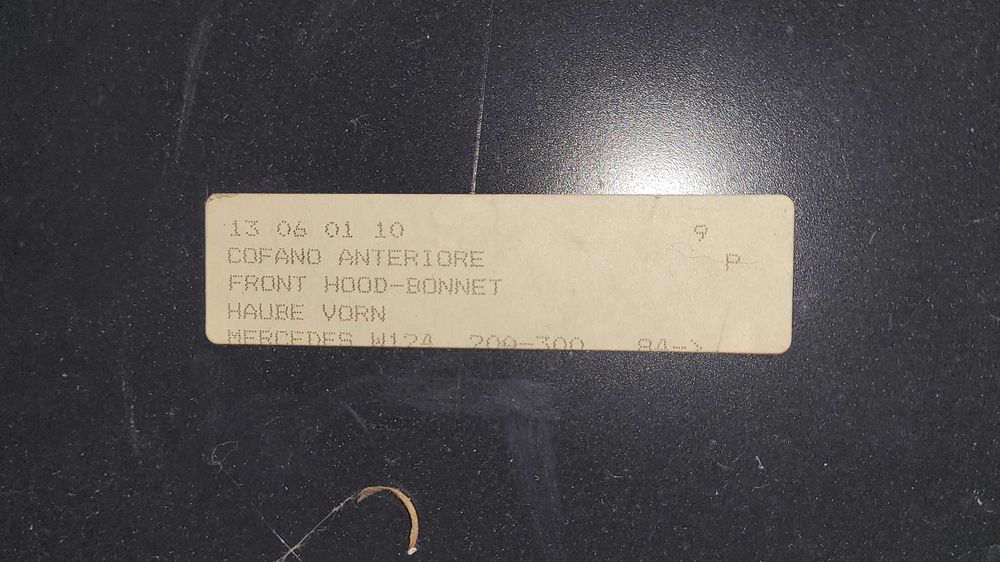 13 06 01 10 9
COFANO ANTERIORE P
FRONT HOOD-BONNET
HAUBE VORN
MERCEDES W124 200-300 84->